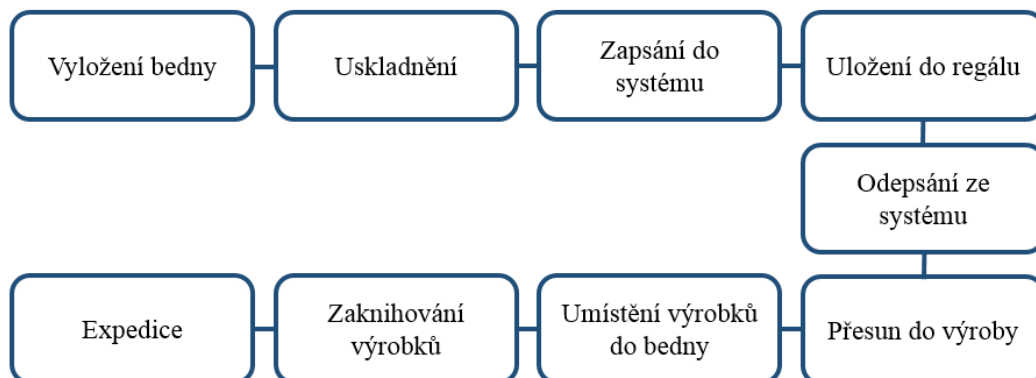 Vyložení bedny
Uskladnění
Zapsání do
systému
Uložení do regálu
Odepsání ze
systému
Přesun do výroby
Umístění výrobků
do bedny
Zaknihování
výrobků
Expedice